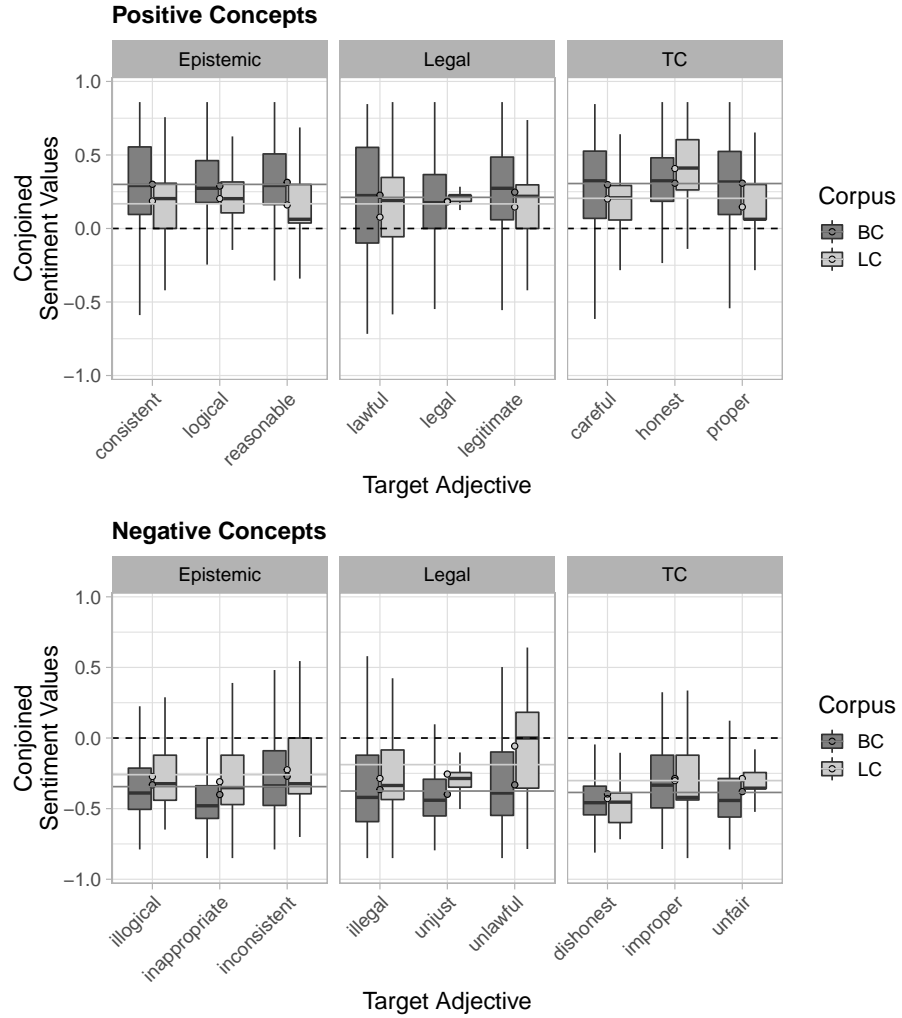 Positive Concepts
Epistemic
Legal
TC
1.0
0.5
0.0
−0.5
−1.0
Conjoined
Sentiment Values
consistent
logical
reasonable
lawful
legal
legitimate
careful
honest
proper
Target Adjective
Corpus
BC
LC
Negative Concepts
Epistemic
Legal
TC
1.0
0.5
0.0
−0.5
−1.0
Conjoined
Sentiment Values
illogical
inappropriate
inconsistent
illegal
unjust
unlawful
dishonest
improper
unfair
Target Adjective
Corpus
BC
LC